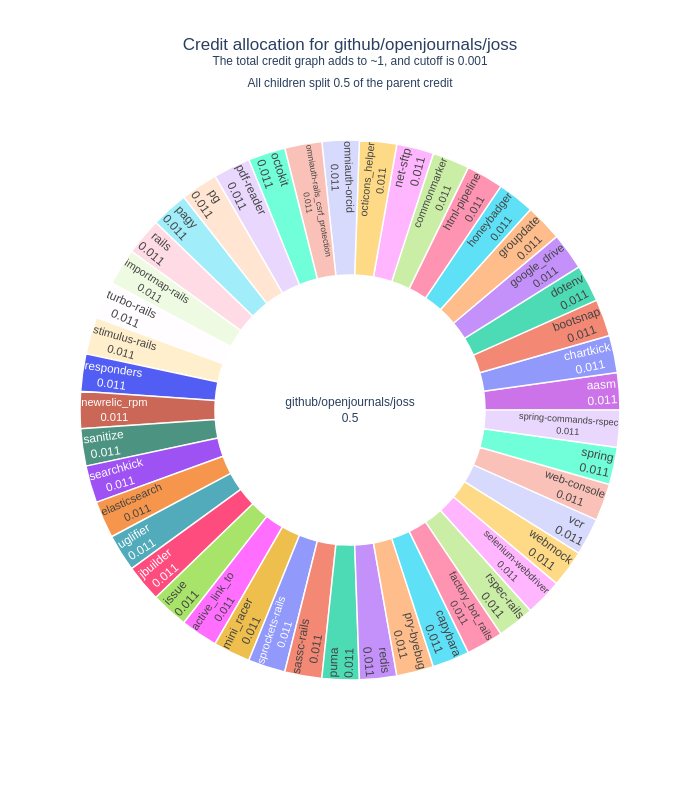 Credit allocation for github/openjournals/joss
The total credit graph adds to ~1, and cutoff is 0.001
All children split 0.5 of the parent credit
github/openjournals/joss
0.5
omniauth-orcid
0.011
octicons_helper
0.011
net-sftp
0.011
commonmarker
0.011
html-pipeline
0.011
honeybadger
0.011
groupdate
0.011
google_drive
0.011
dotenv
0.011
bootsnap
0.011
chartkick
0.011
aasm
0.011
spring-commands-rspec
0.011
spring
0.011
web-console
0.011
vcr
0.011
webmock
0.011
selenium-webdriver
0.011
rspec-rails
0.011
factory_bot_rails
0.011
capybara
0.011
pry-byebug
0.011
redis
0.011
puma
0.011
sassc-rails
0.011
sprockets-rails
0.011
mini_racer
0.011
active_link_to
0.011
issue
0.011
jbuilder
0.011
uglifier
0.011
elasticsearch
0.011
searchkick
0.011
sanitize
0.011
newrelic_rpm
0.011
responders
0.011
stimulus-rails
0.011
turbo-rails
0.011
importmap-rails
0.011
rails
0.011
pagy
0.011
pg
0.011
pdf-reader
0.011
octokit
0.011
omniauth-rails_csrf_protection
0.011